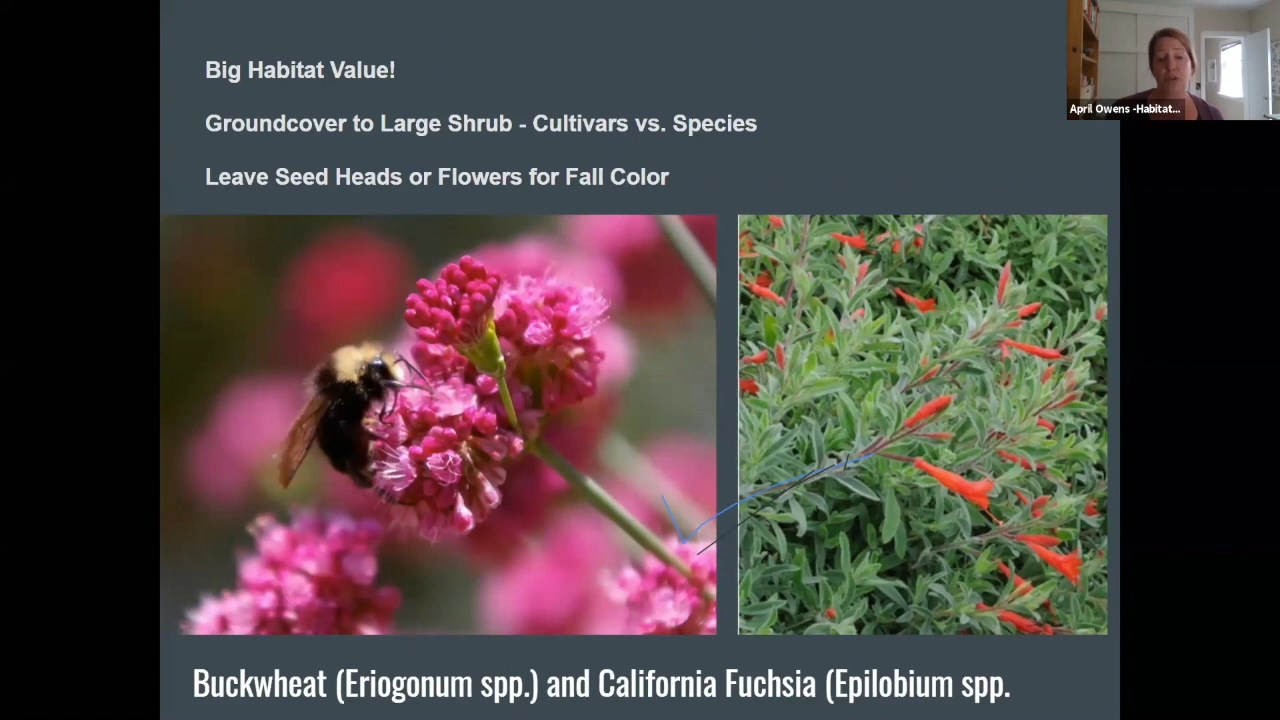 Big Habitat Value!
Groundcover to Large Shrub - Cultivars vs. Species
Leave Seed Heads or Flowers for Fall Color
April Owens -Habitat...
Buckwheat (Eriogonum spp.) and California Fuchsia (Epilobium spp.